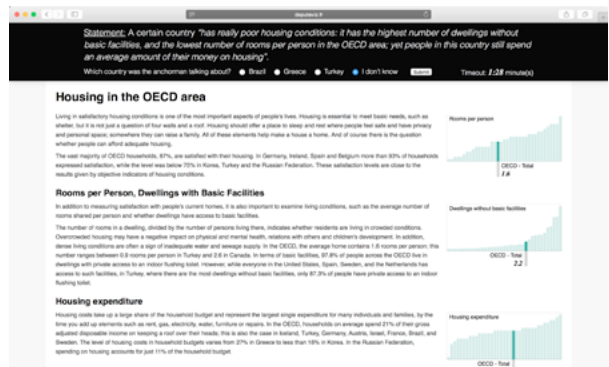 Statement: A certain country "has really poor housing conditions: it has the highest number of dwellings without
basic facilities, and the lowest number of rooms per person in the OECD area; yet people in this country still spend
an average amount of their money on housing".
Which country was the anchorman talking about? Brazil Greece Turkey I don't know Submit Timeout: 1:28 minute(s)
Housing in the OECD area
Living in satisfactory housing conditions is one of the most important aspects of people's lives. Housing is essential to meet basic needs, such as
shelter, but it is not just a question of four walls and a roof. Housing should offer a place to sleep and rest where people feel safe and have privacy
and personal space; somewhere they can raise a family. All of these elements help make a house a home. And of course there is the question
whether people can afford adequate housing.
The vast majority of OECD households, 87%, are satisfied with their housing. In Germany, Ireland, Spain and Belgium more than 93% of households
expressed satisfaction, while the level was below 75% in Korea, Turkey and the Russian Federation. These satisfaction levels are close to the
results given by objective indicators of housing conditions.
Rooms per person
OECD - Total
1.6
Rooms per Person, Dwellings with Basic Facilities
In addition to measuring satisfaction with people's current homes, it is also important to examine living conditions, such as the average number of
rooms shared per person and whether dwellings have access to basic facilities.
The number of rooms in a dwelling, divided by the number of persons living there, indicates whether residents are living in crowded conditions.
Overcrowded housing may have a negative impact on physical and mental health, relations with others and children's development. In addition,
dense living conditions are often a sign of inadequate water and sewage supply. In the OECD, the average home contains 1.6 rooms per person; this
number ranges between 0.9 rooms per person in Turkey and 2.6 in Canada. In terms of basic facilities, 97.8% of people across the OECD live in
dwellings with private access to an indoor flushing toilet. However, while everyone in the United States, Spain, Sweden, and the Netherlands has
access to such facilities, in Turkey, where there are the most dwellings without basic facilities, only 87.3% of people have private access to an indoor
flushing toilet.
Dwellings without basic facilities
OECD - Total
2.2
Housing expenditure
Housing costs take up a large share of the household budget and represent the largest single expenditure for many individuals and families, by the
time you add up elements such as rent, gas, electricity, water, furniture or repairs. In the OECD, households on average spend 21% of their gross
adjusted disposable income on keeping a roof over their heads; this is also the case in Iceland, Turkey, Germany, Austria, Israel, France, Brazil, and
Sweden. The level of housing costs in household budgets varies from 27% in Greece to less than 16% in Korea. In the Russian Federation,
spending on housing accounts for just 11% of the household budget.
Housing expenditure
OECD - Total